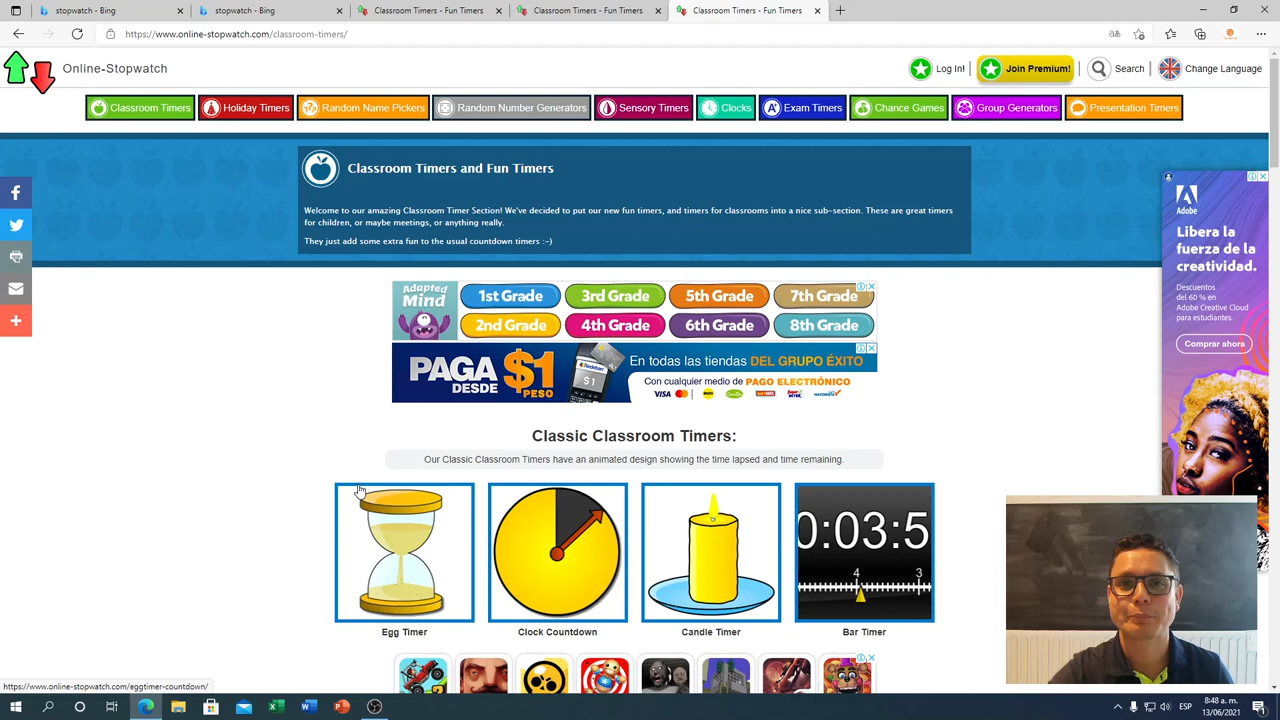 stopwatch - Bing
stopwatch - Bing
Classroom Timers - Fun Timers
stopwatch - Bing
Classroom Timers - Fun Timers
https://www.online-stopwatch.com/classroom-timers/
Online-Stopwatch
Log In!
Join Premium!
Search
Change Language
Classroom Timers
Holiday Timers
Random Name Pickers
Random Number Generators
Sensory Timers
Clocks
Exam Timers
Chance Games
Group Generators
Presentation Timers
Classroom Timers and Fun Timers
Welcome to our amazing Classroom Timer Section! We've decided to put our new fun timers, and timers for classrooms into a nice sub-section. These are great timers
for children, or maybe meetings, or anything really.
They just add some extra fun to the usual countdown timers :-)
Adapted
Mind
1st Grade
3rd Grade
5th Grade
7th Grade
2nd Grade
4th Grade
6th Grade
8th Grade
PAGA DESDE $1 PESO
Redeban
$1
En todas las tiendas DEL GRUPO ÉXITO
Con cualquier medio de PAGO ELECTRÓNICO
VISA
Adobe
Libera la
fuerza de la
creatividad.
Descuentos
del 60 % en
Adobe Creative Cloud
para estudiantes.
Comprar ahora
Classic Classroom Timers:
Our Classic Classroom Timers have an animated design showing the time lapsed and time remaining.
0:03:5
4
3
Egg Timer
Clock Countdown
Candle Timer
Bar Timer
https://www.online-stopwatch.com/eggtimer-countdown/
ESP
8:48 a. m.
13/06/2021